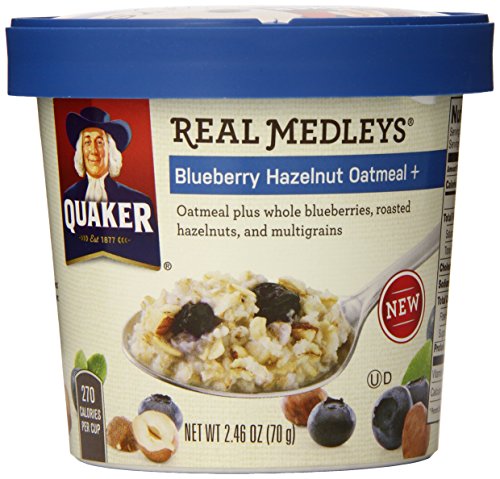 REAL MEDLEYS®
Blueberry Hazelnut Oatmeal +
Oatmeal plus whole blueberries, roasted
hazelnuts, and multigrains
QUAKER
Est 1877
®
NEW
U D
270
CALORIES
PER CUP
NET WT 2.46 OZ (70 g)